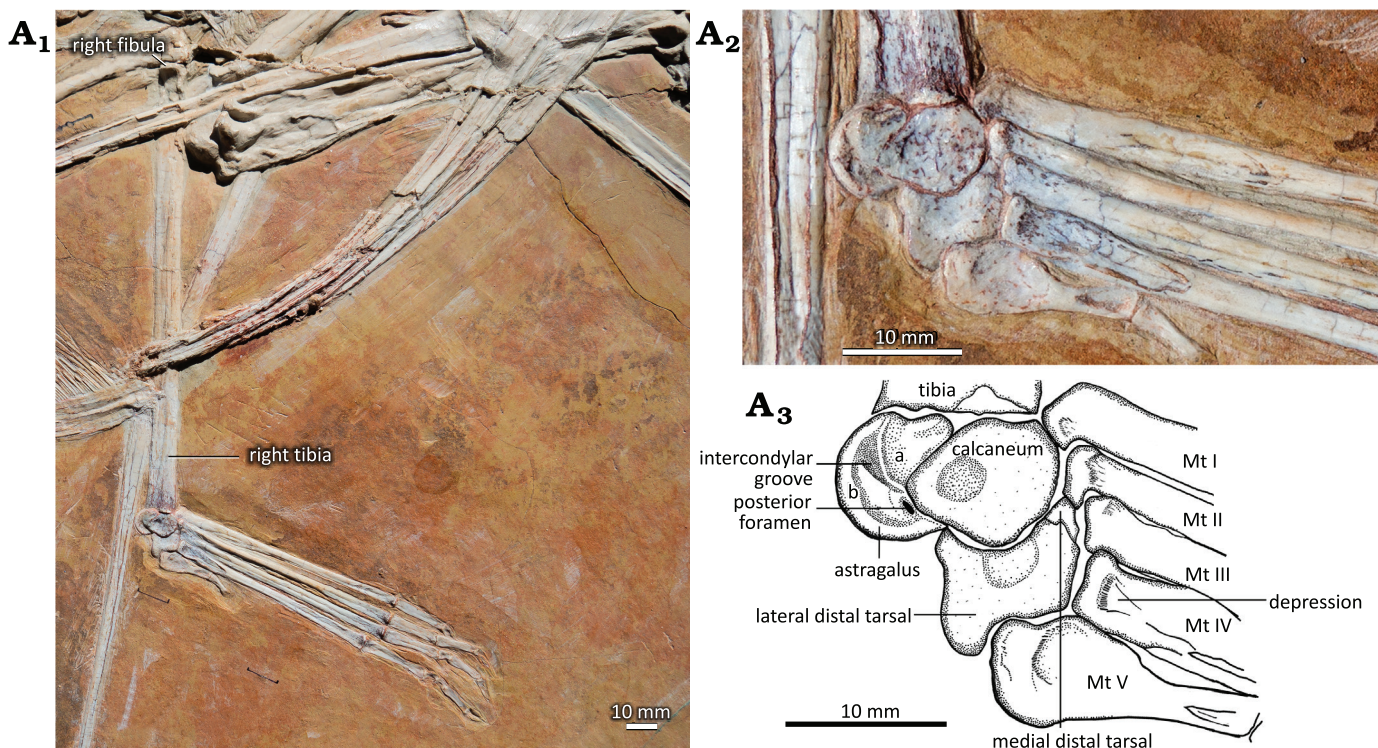 A1
right fibula
right tibia
10 mm
A2
10 mm
A3
tibia
calcaneum
a
b
intercondylar
groove
posterior
foramen
astragalus
lateral distal tarsal
Mt I
Mt II
Mt III
depression
Mt IV
Mt V
10 mm
medial distal tarsal